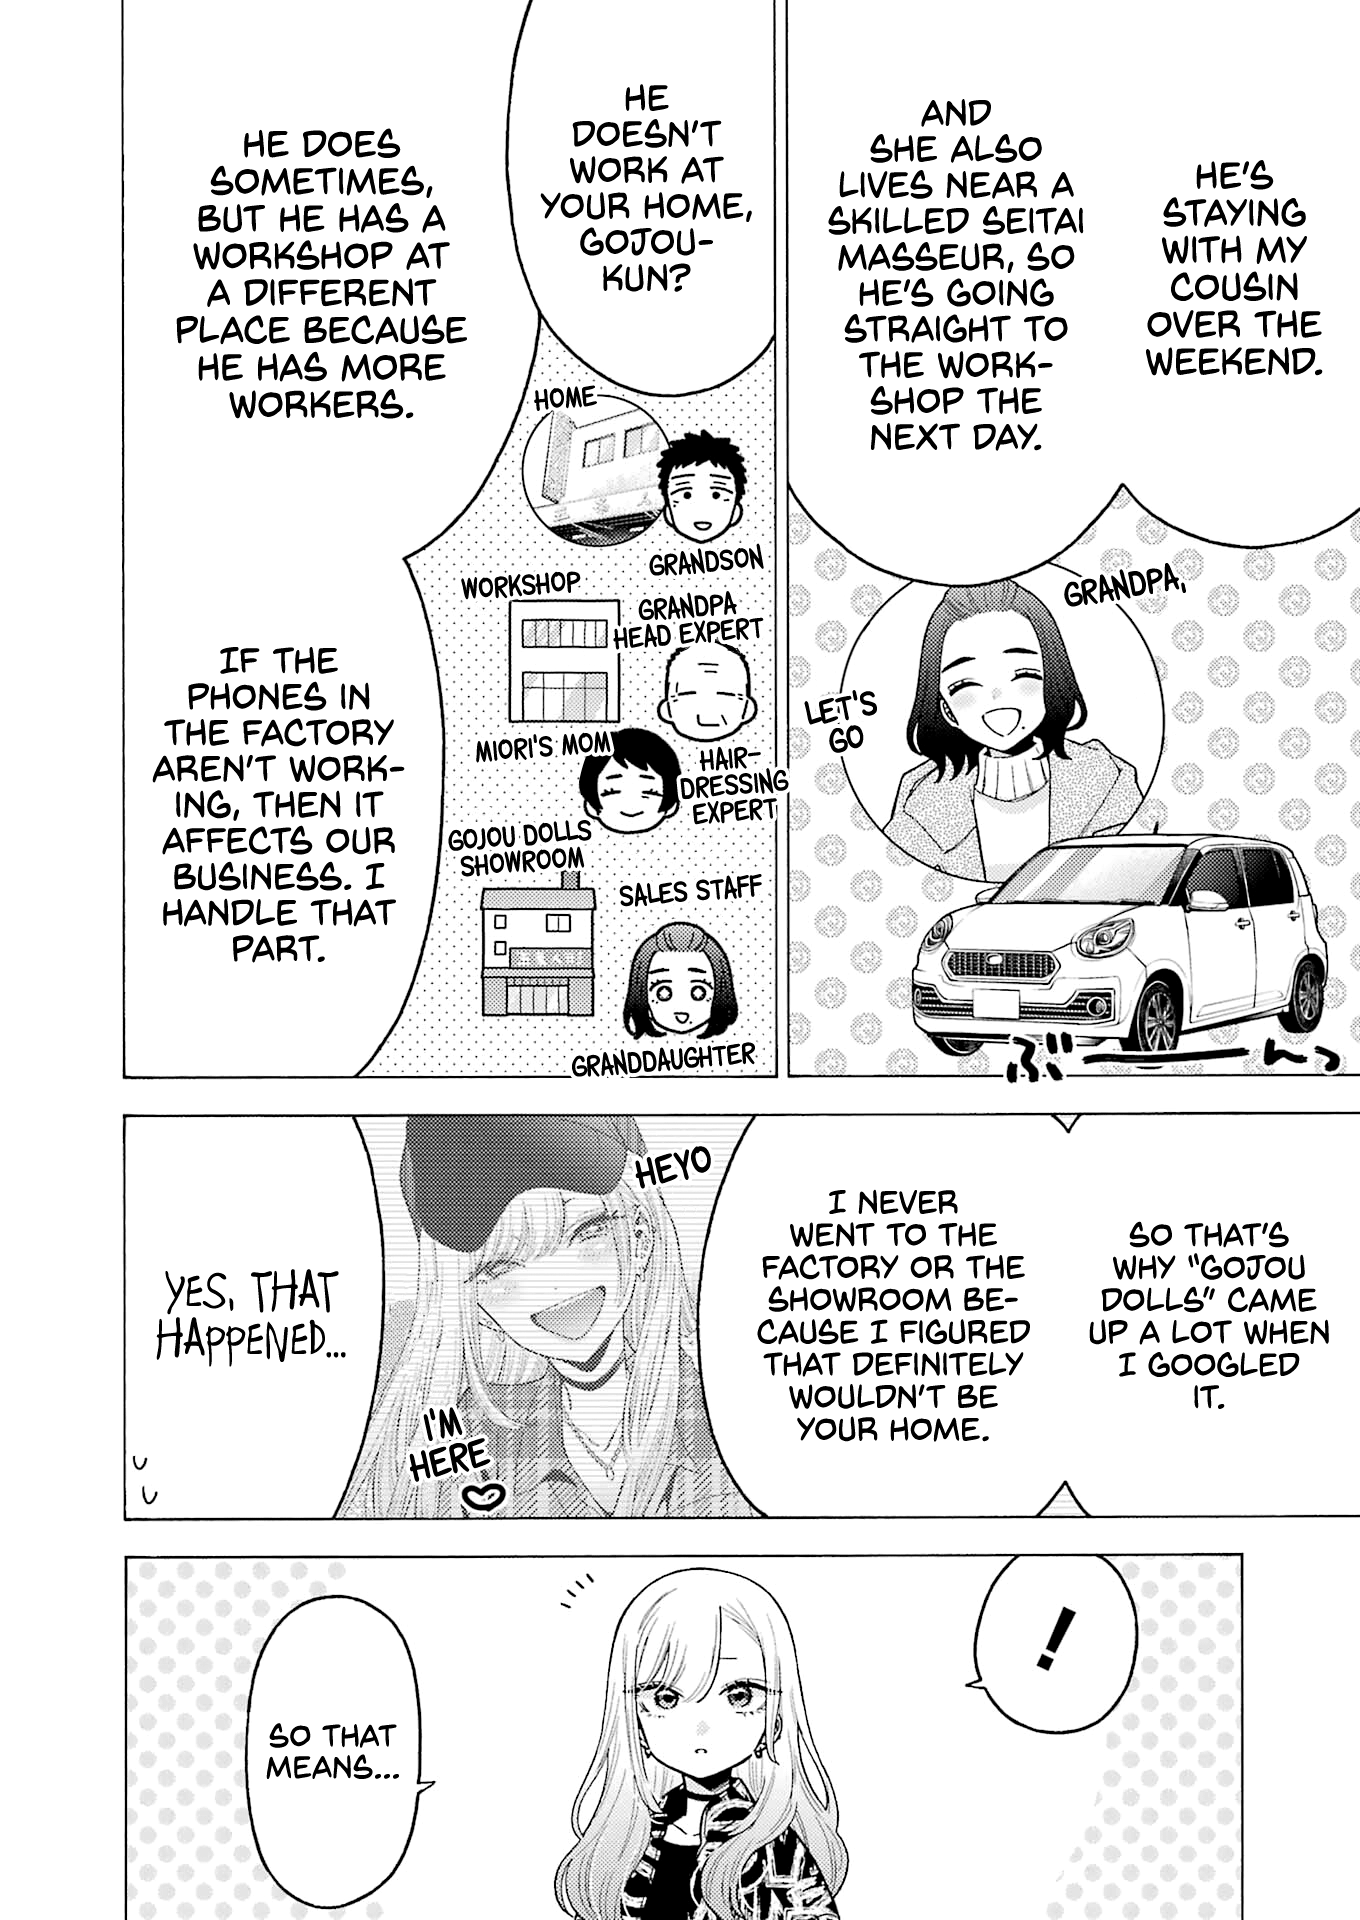 HE'S
STAYING
WITH MY
COUSIN
OVER THE
WEEKEND.
AND
SHE ALSO
LIVES NEAR A
SKILLED SEITAI
MASSEUR, SO
HE'S GOING
STRAIGHT TO
THE WORK-
SHOP THE
NEXT DAY.
GRANDPA,
LET'S
GO
ぶーーんっ
HE
DOESN'T
WORK AT
YOUR HOME,
GOJOU-
KUN?
HOME
GRANDSON
WORKSHOP
GRANDPA
HEAD EXPERT
MIORI'S MOM
HAIR-
DRESSING
EXPERT
GOJOU DOLLS
SHOWROOM
SALES STAFF
GRANDDAUGHTER
HE DOES
SOMETIMES,
BUT HE HAS A
WORKSHOP AT
A DIFFERENT
PLACE BECAUSE
HE HAS MORE
WORKERS.
IF THE
PHONES IN
THE FACTORY
AREN'T WORK-
ING, THEN IT
AFFECTS OUR
BUSINESS. I
HANDLE THAT
PART.
SO THAT'S
WHY "GOJOU
DOLLS" CAME
UP A LOT WHEN
I GOOGLED
IT.
I NEVER
WENT TO THE
FACTORY OR THE
SHOWROOM BE-
CAUSE I FIGURED
THAT DEFINITELY
WOULDN'T BE
YOUR HOME.
HEYO
I'M
HERE
YES, THAT
HAPPENED...
!
SO THAT
MEANS...